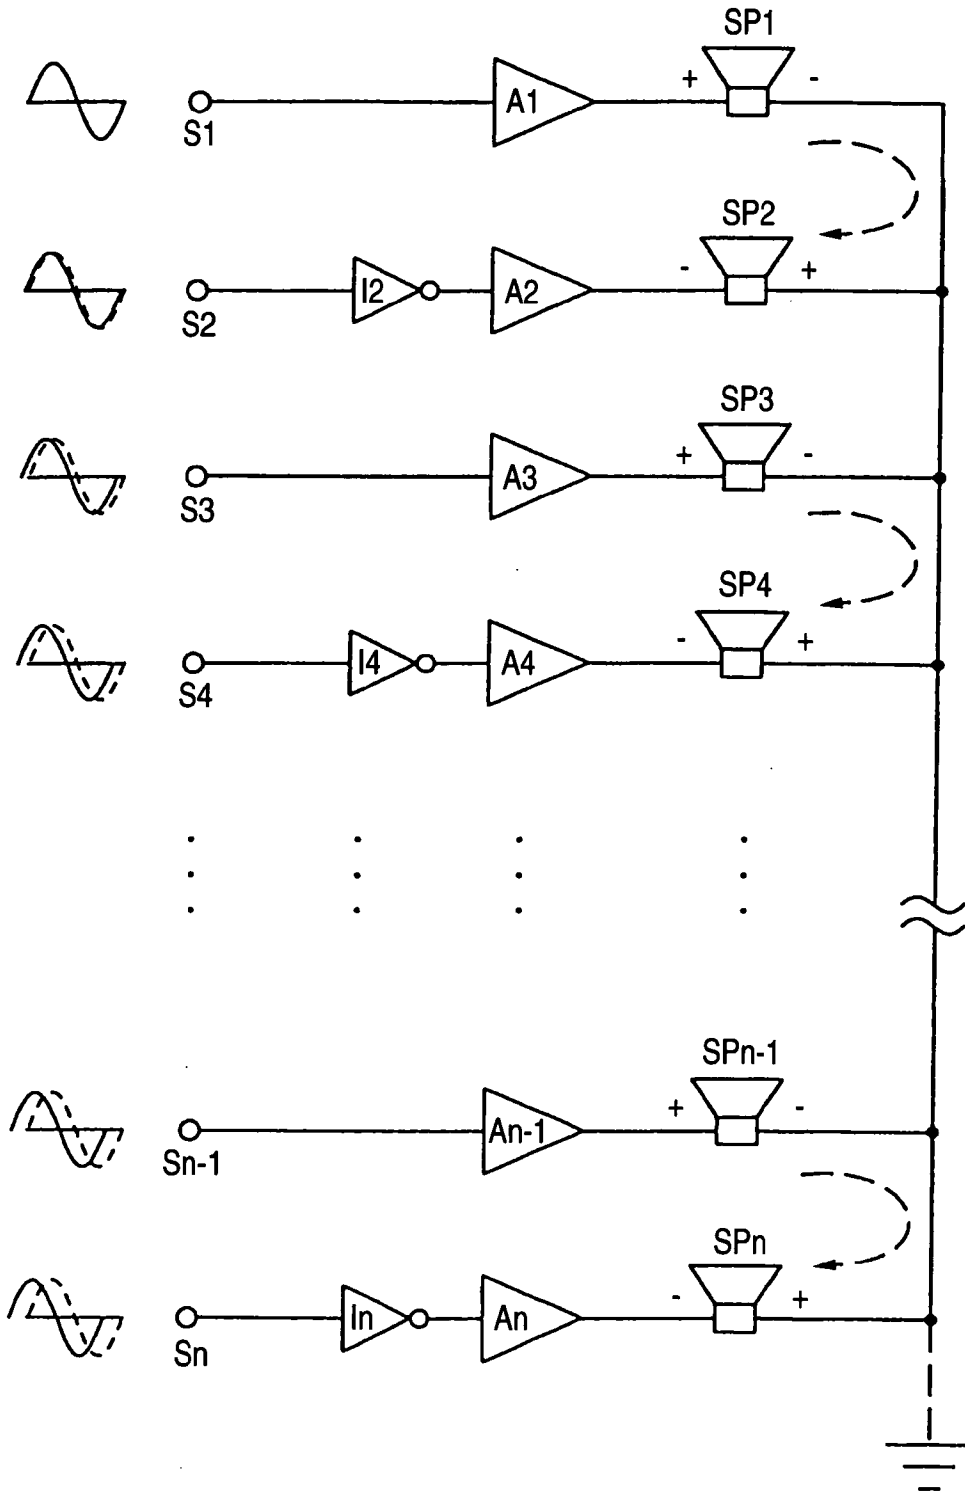 SP1
+ -
A1
S1
SP2
- +
I2 A2
S2
SP3
+ -
A3
S3
SP4
- +
I4 A4
S4
SPn-1
+ -
An-1
Sn-1
SPn
- +
In An
Sn